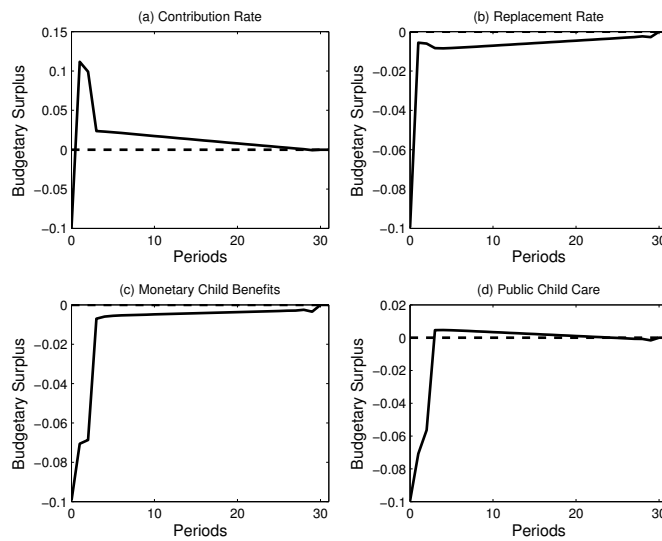 (a) Contribution Rate
0.15
0.1
0.05
0
−0.05
−0.1
0 10 20 30
Periods
Budgetary Surplus
(b) Replacement Rate
0
−0.02
−0.04
−0.06
−0.08
−0.1
0 10 20 30
Periods
Budgetary Surplus
(c) Monetary Child Benefits
0
−0.02
−0.04
−0.06
−0.08
−0.1
0 10 20 30
Periods
Budgetary Surplus
(d) Public Child Care
0.02
0
−0.02
−0.04
−0.06
−0.08
−0.1
0 10 20 30
Periods
Budgetary Surplus